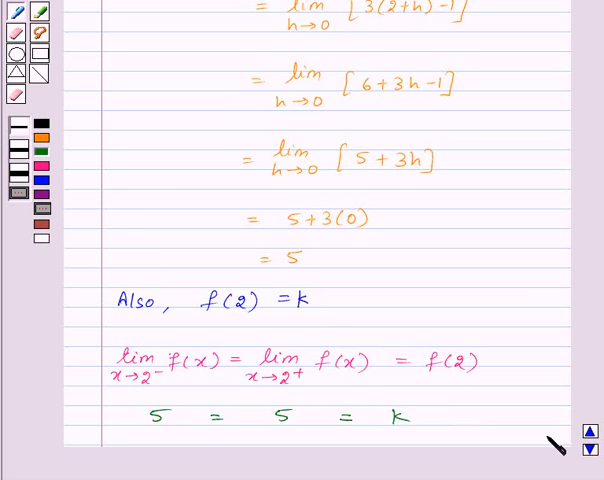 = lim h→0 [3(2+h)-1]
= lim h→0 [6+3h-1]
= lim h→0 [5+3h]
= 5+3(0)
= 5
Also, f(2) = k
lim x→2⁻ f(x) = lim x→2⁺ f(x) = f(2)
5 = 5 = k